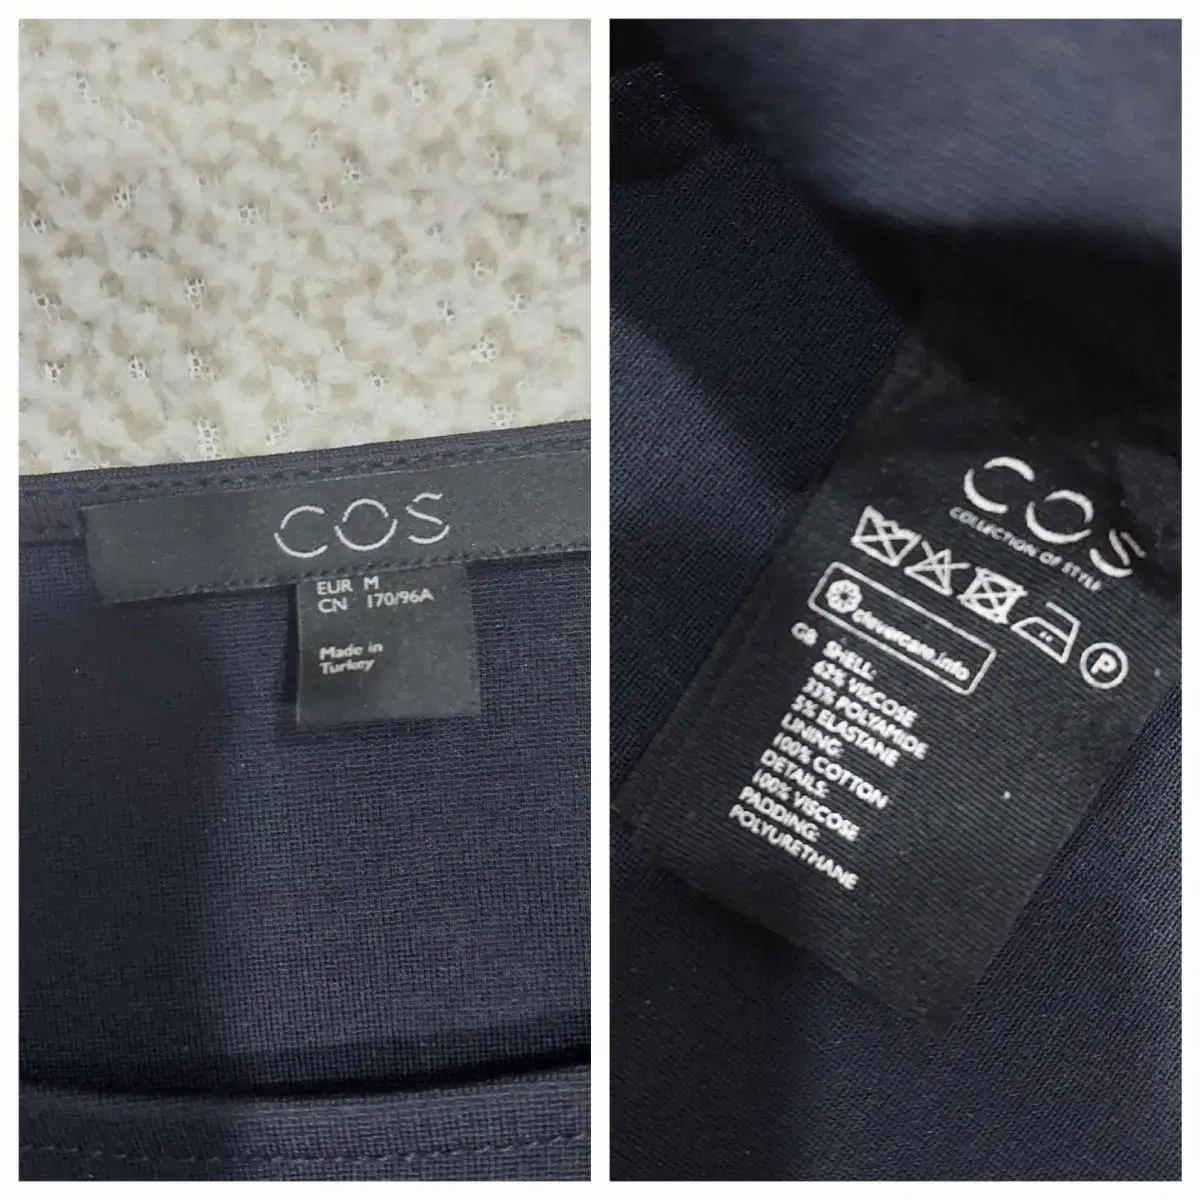 COS
EUR M
CN 170/96A
Made in
Turkey
COS
COLLECTION OF STYLE
clevercare.info
P
GB SHELL:
62% VISCOSE
33% POLYAMIDE
5% ELASTANE
LINING:
100% COTTON
DETAILS:
100% VISCOSE
PADDING:
POLYURETHANE